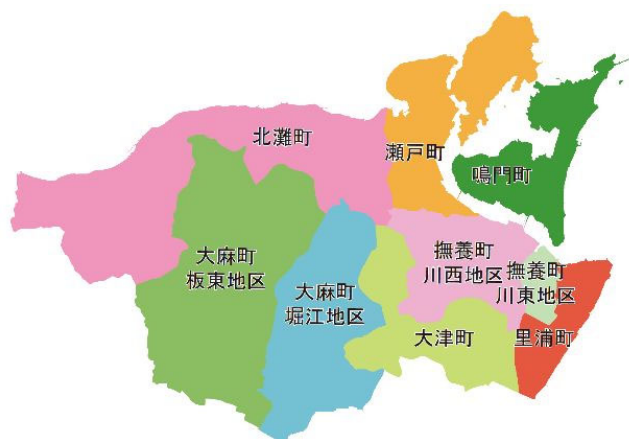 北灘町
瀬戸町
鳴門町
大麻町
板東地区
撫養町
川西地区
撫養町
川東地区
大麻町
堀江地区
大津町
里浦町